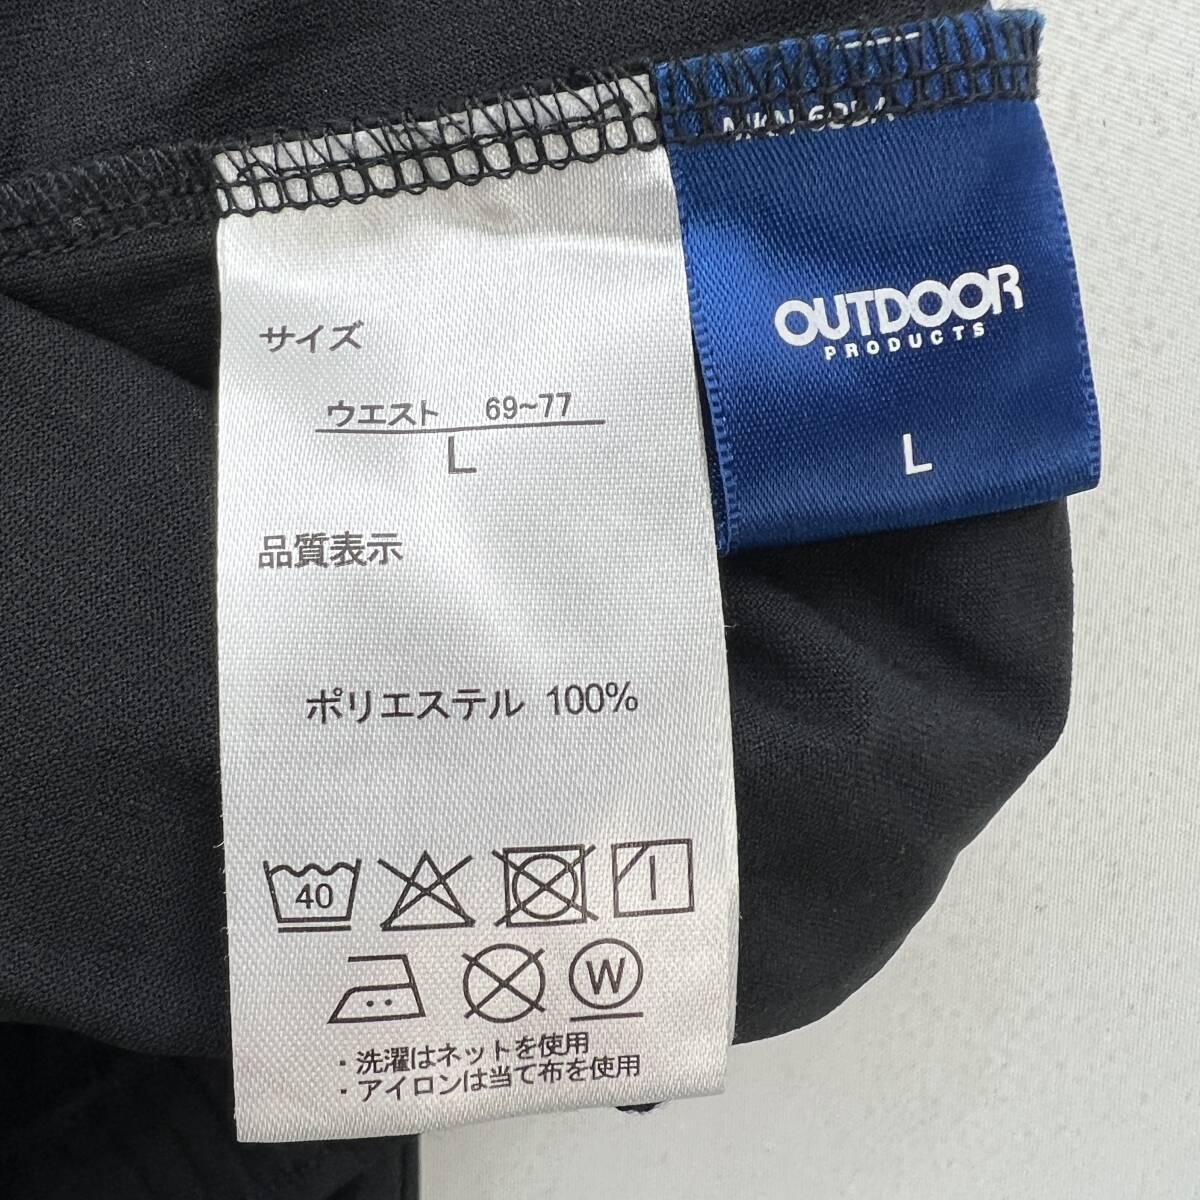 サイズ
ウエスト 69~77
L
品質表示
ポリエステル 100%
40
W
・洗濯はネットを使用
・アイロンは当て布を使用
OUTDOOR
PRODUCTS
L